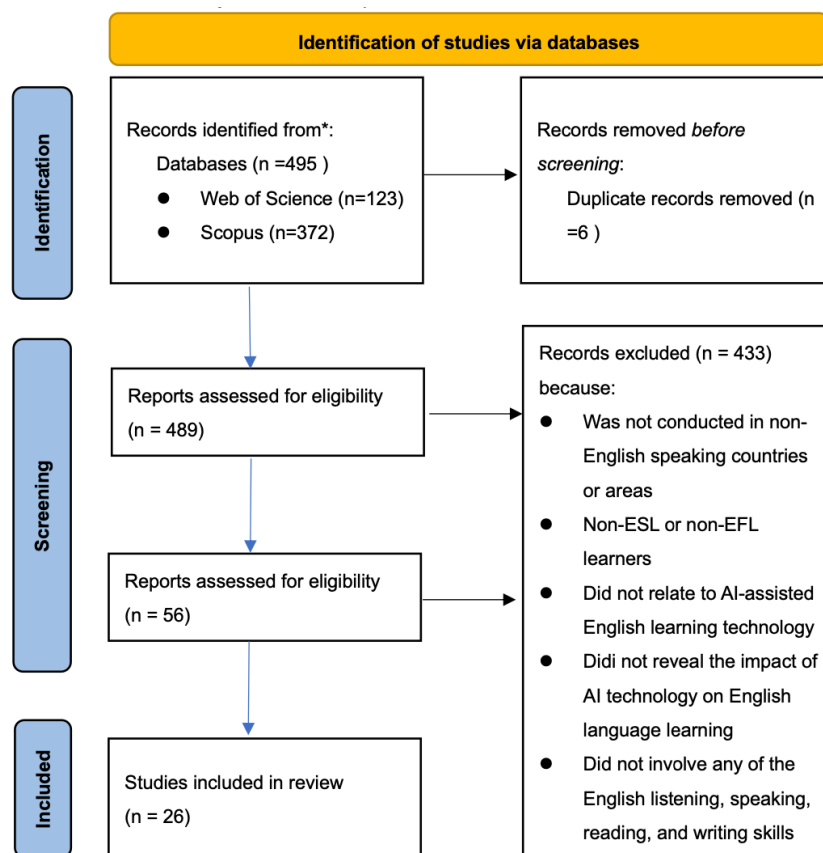 Identification of studies via databases
Identification
Records identified from*:
Databases (n =495 )
● Web of Science (n=123)
● Scopus (n=372)
Records removed before
screening:
Duplicate records removed (n
=6 )
Screening
Reports assessed for eligibility
(n = 489)
Records excluded (n = 433)
because:
● Was not conducted in non-
English speaking countries
or areas
● Non-ESL or non-EFL
learners
● Did not relate to AI-assisted
English learning technology
● Didi not reveal the impact of
AI technology on English
language learning
● Did not involve any of the
English listening, speaking,
reading, and writing skills
Reports assessed for eligibility
(n = 56)
Included
Studies included in review
(n = 26)